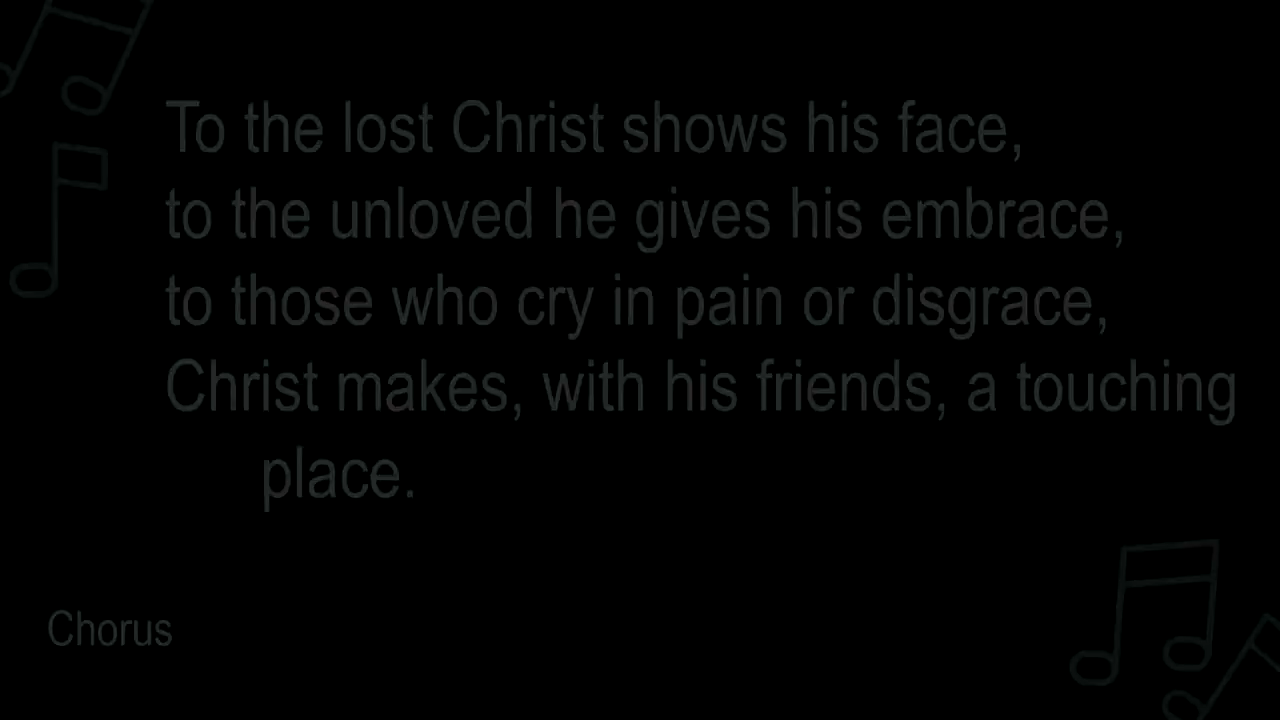 To the lost Christ shows his face,
to the unloved he gives his embrace,
to those who cry in pain or disgrace,
Christ makes, with his friends, a touching
place.
Chorus